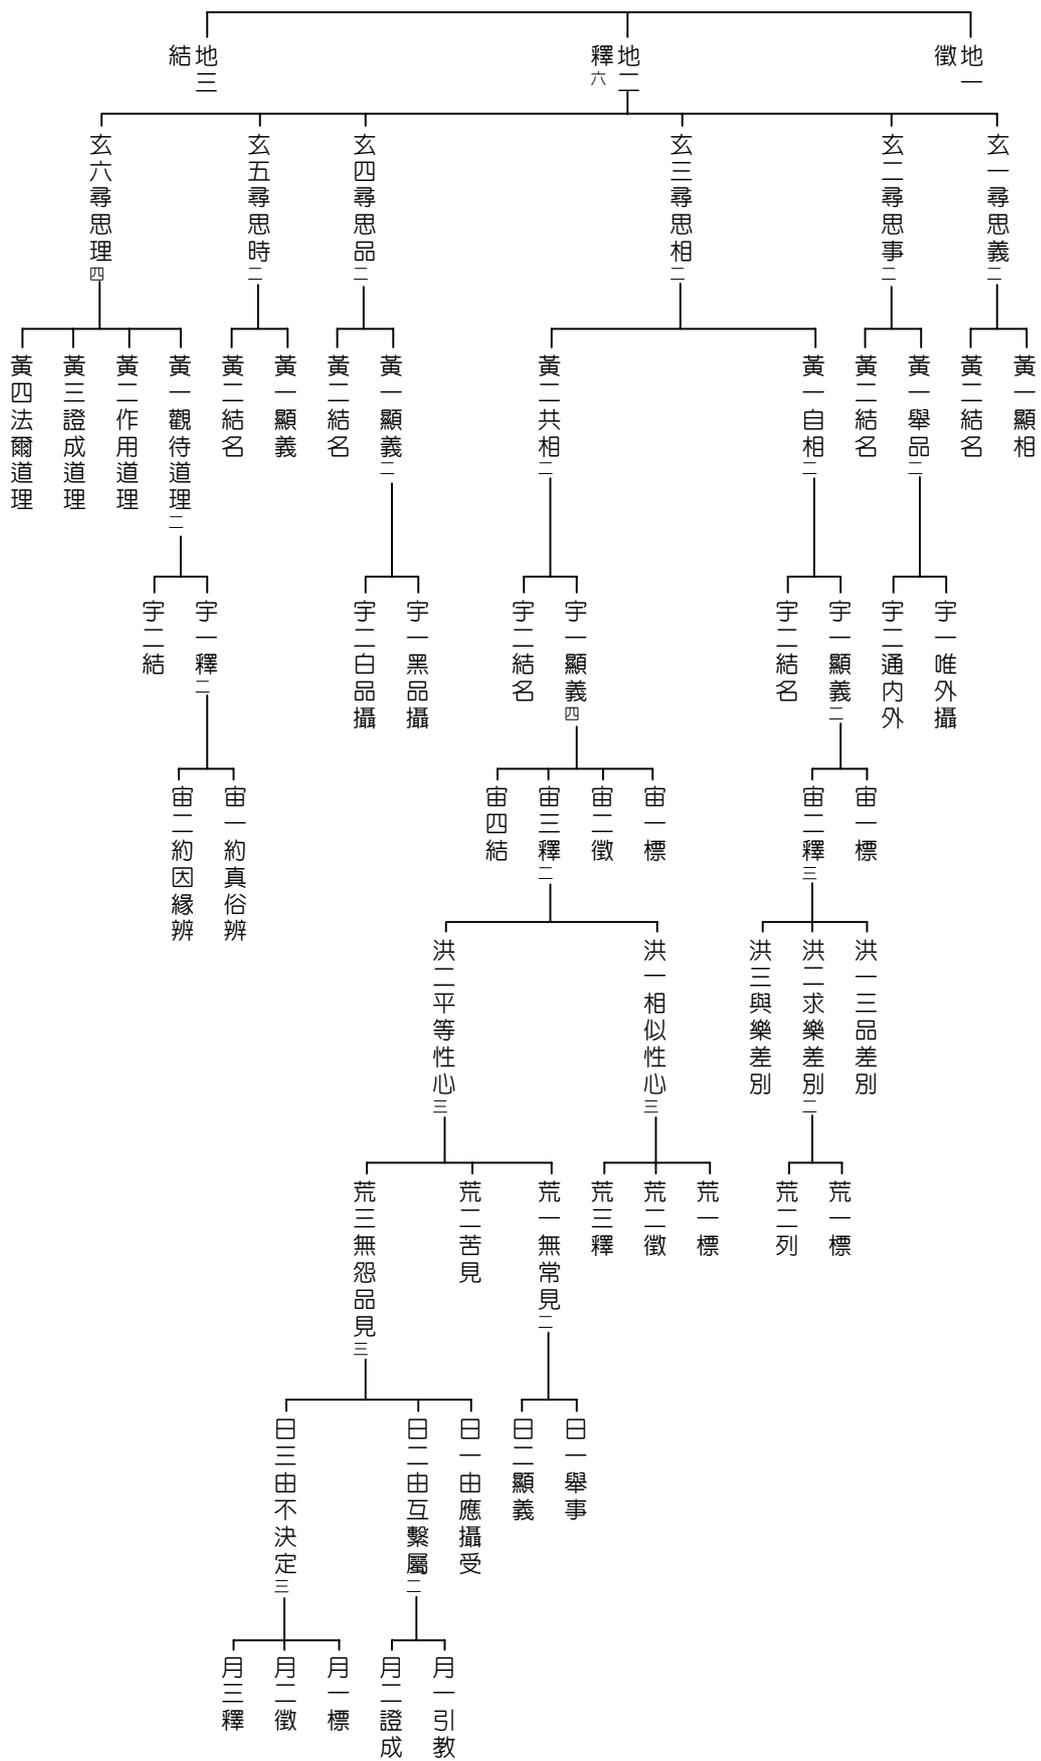 地一徵
地二釋六
地三結
玄一尋思義二
玄二尋思事二
玄三尋思相二
玄四尋思品二
玄五尋思時二
玄六尋思理四
黃一顯相
黃二結名
黃一舉品二
黃二結名
黃一自相二
黃二共相二
黃一顯義二
黃二結名
黃一顯義
黃二結名
黃一觀待道理二
黃二作用道理
黃三證成道理
黃四法爾道理
宇一唯外攝
宇二通內外
宇一顯義二
宇二結名
宇一顯義四
宇二結名
宇一黑品攝
宇二白品攝
宇一釋二
宇二結
宙一標
宙二釋三
宙一標
宙二徵
宙三釋二
宙四結
宙一約真俗辨
宙二約因緣辨
洪一三品差別
洪二求樂差別二
洪三與樂差別
洪一相似性心三
洪二平等性心三
荒一標
荒二列
荒一標
荒二徵
荒三釋
荒一無常見二
荒二苦見
荒三無怨品見三
日一舉事
日二顯義
日一由應攝受
日二由互繫屬二
日三由不決定三
月一引教
月二證成
月一標
月二徵
月三釋